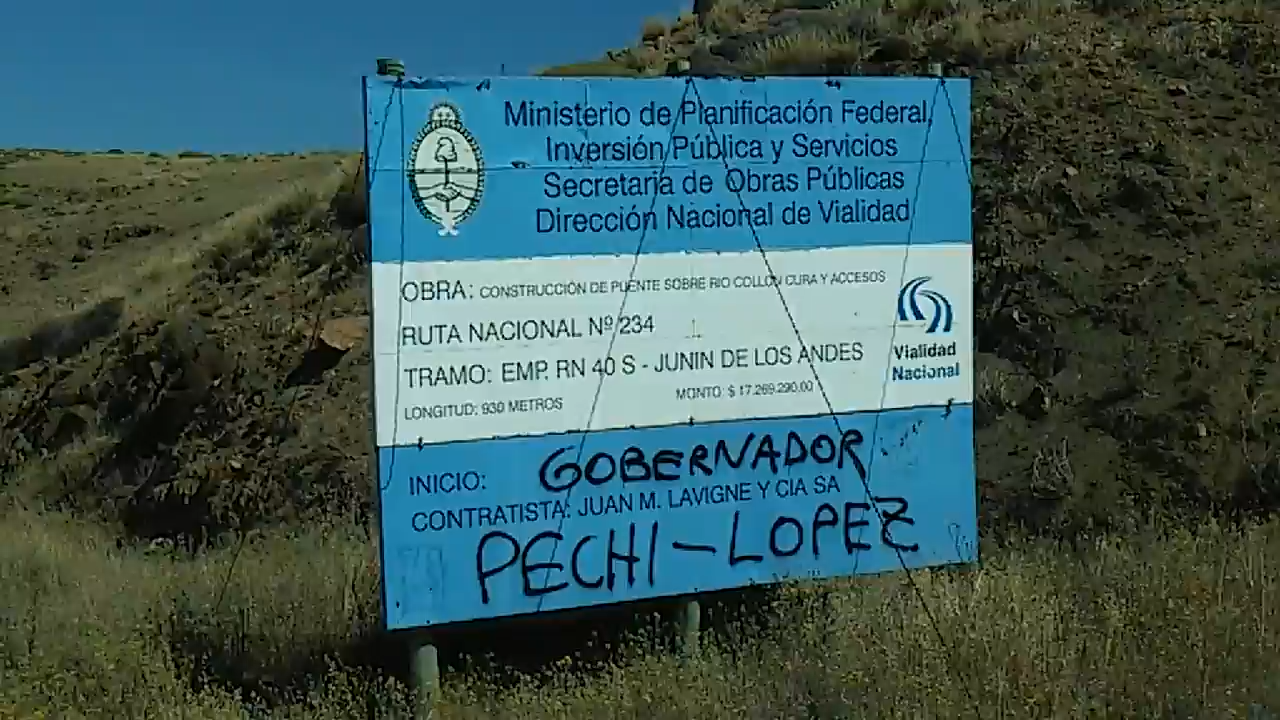 Ministerio de Planificación Federal,
Inversión Pública y Servicios
Secretaria de Obras Públicas
Dirección Nacional de Vialidad
OBRA: CONSTRUCCIÓN DE PUENTE SOBRE RIO COLLON CURA Y ACCESOS
RUTA NACIONAL Nº 234
TRAMO: EMP. RN 40 S - JUNIN DE LOS ANDES
LONGITUD: 930 METROS
MONTO: $ 17.269.290.00
Vialidad
Nacional
INICIO:
GOBERNADOR
CONTRATISTA: JUAN M. LAVIGNE Y CIA SA
PECHI-LOPEZ